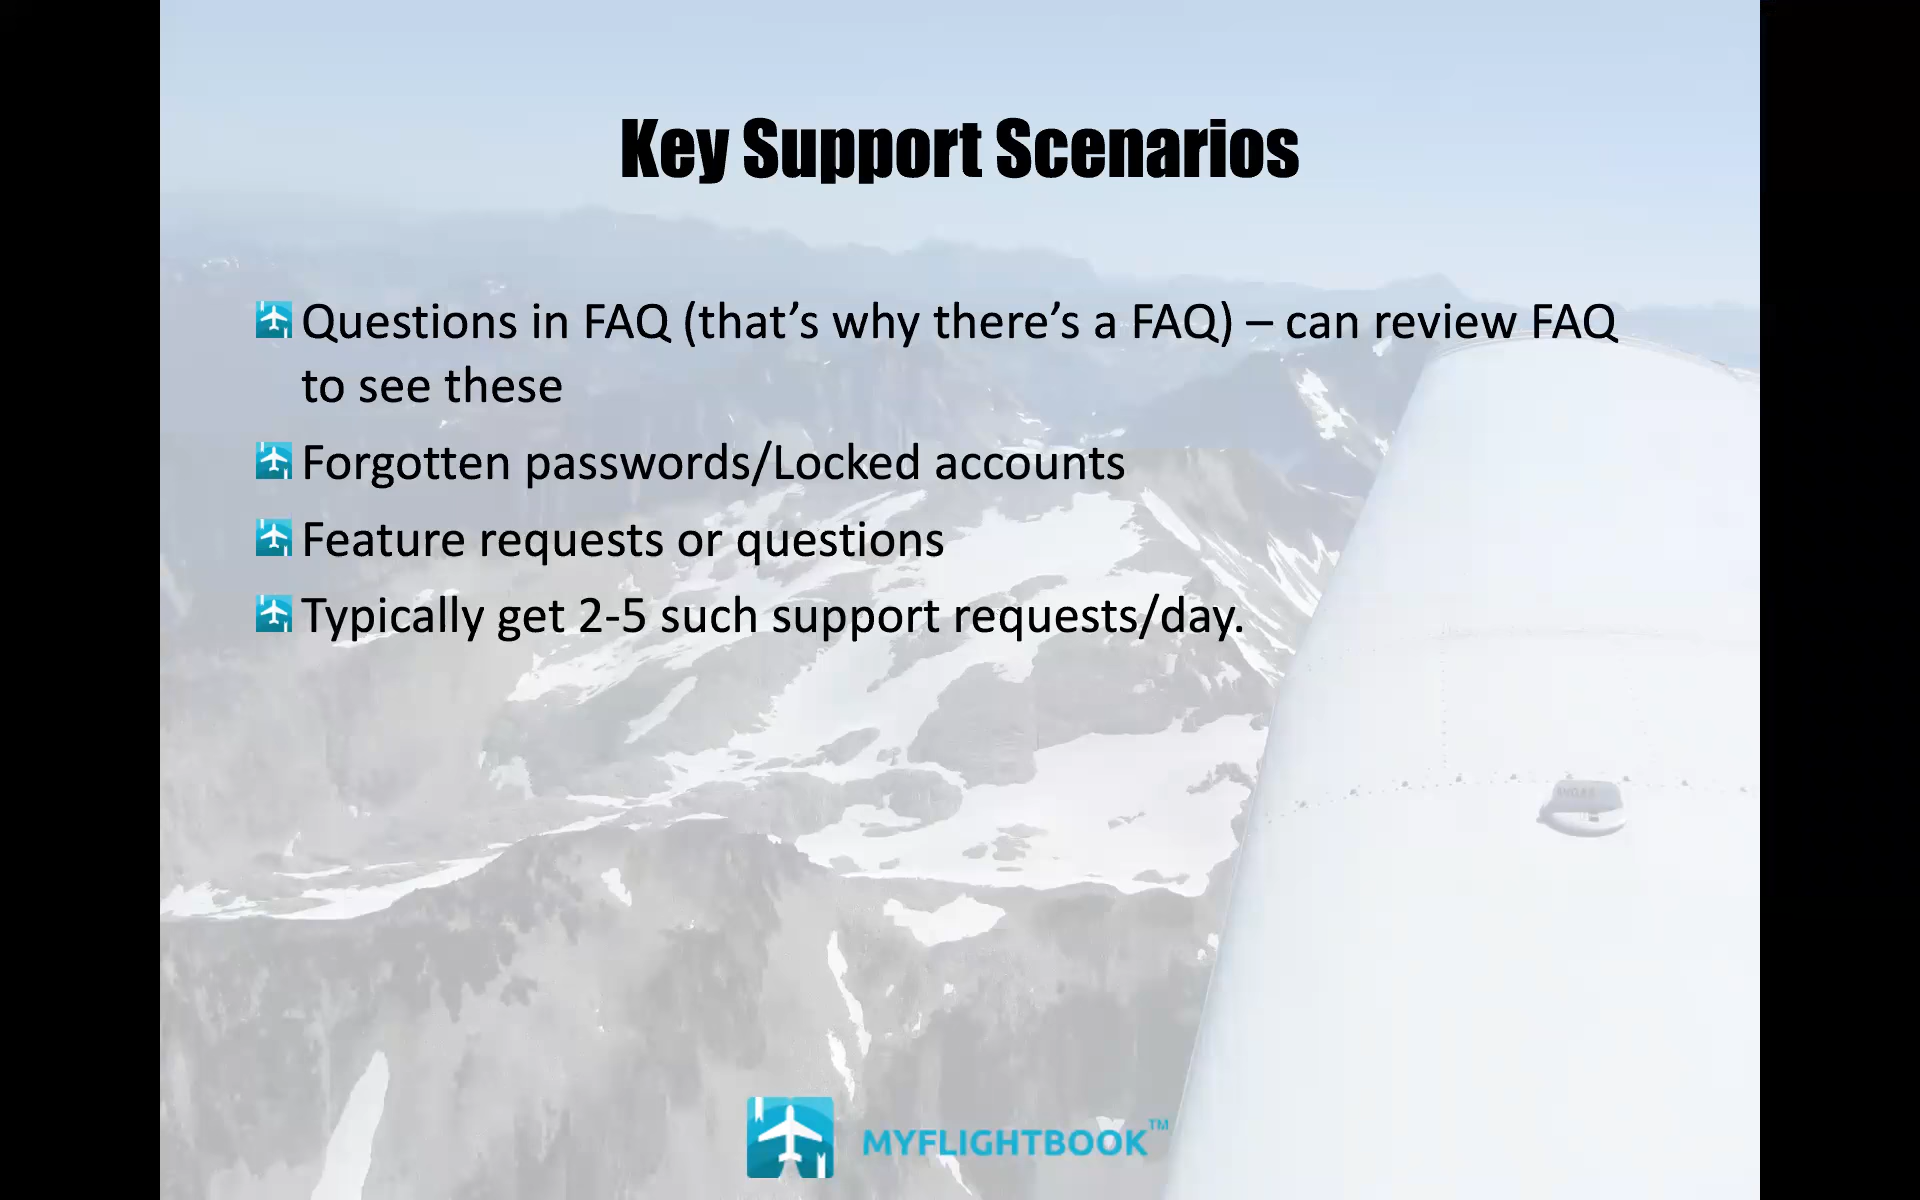 Key Support Scenarios
Questions in FAQ (that’s why there’s a FAQ) – can review FAQ
to see these
Forgotten passwords/Locked accounts
Feature requests or questions
Typically get 2-5 such support requests/day.
MYFLIGHTBOOK™